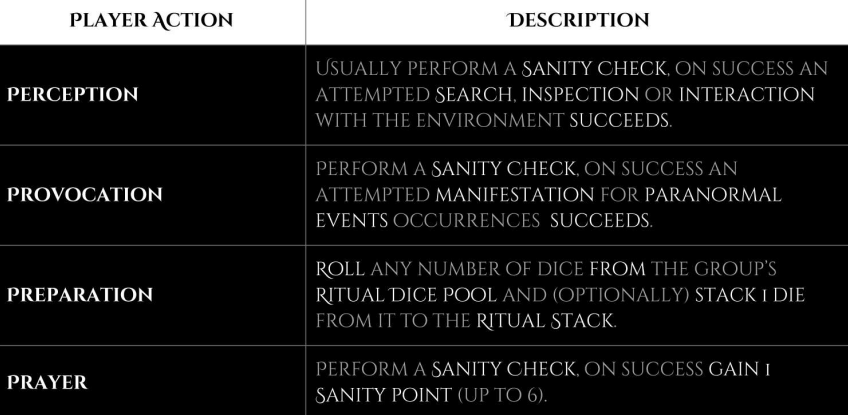 Player Action Description
Perception
Usually perform a Sanity Check, on success an
attempted Search, inspection or interaction
with the environment succeeds.
Provocation
Perform a Sanity Check, on success an
attempted manifestation for paranormal
events occurrences succeeds.
Preparation
Roll any number of dice from the group's
Ritual Dice Pool and (optionally) stack 1 die
from it to the Ritual Stack.
Prayer
Perform a Sanity Check, on success gain 1
Sanity Point (up to 6).